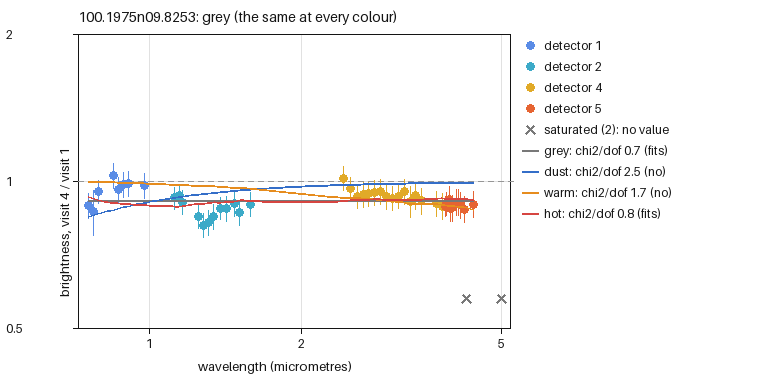 100.1975n09.8253: grey (the same at every colour)
2
1
0.5
brightness, visit 4 / visit 1
1
2
5
wavelength (micrometres)
detector 1
detector 2
detector 4
detector 5
saturated (2): no value
grey: chi2/dof 0.7 (fits)
dust: chi2/dof 2.5 (no)
warm: chi2/dof 1.7 (no)
hot: chi2/dof 0.8 (fits)